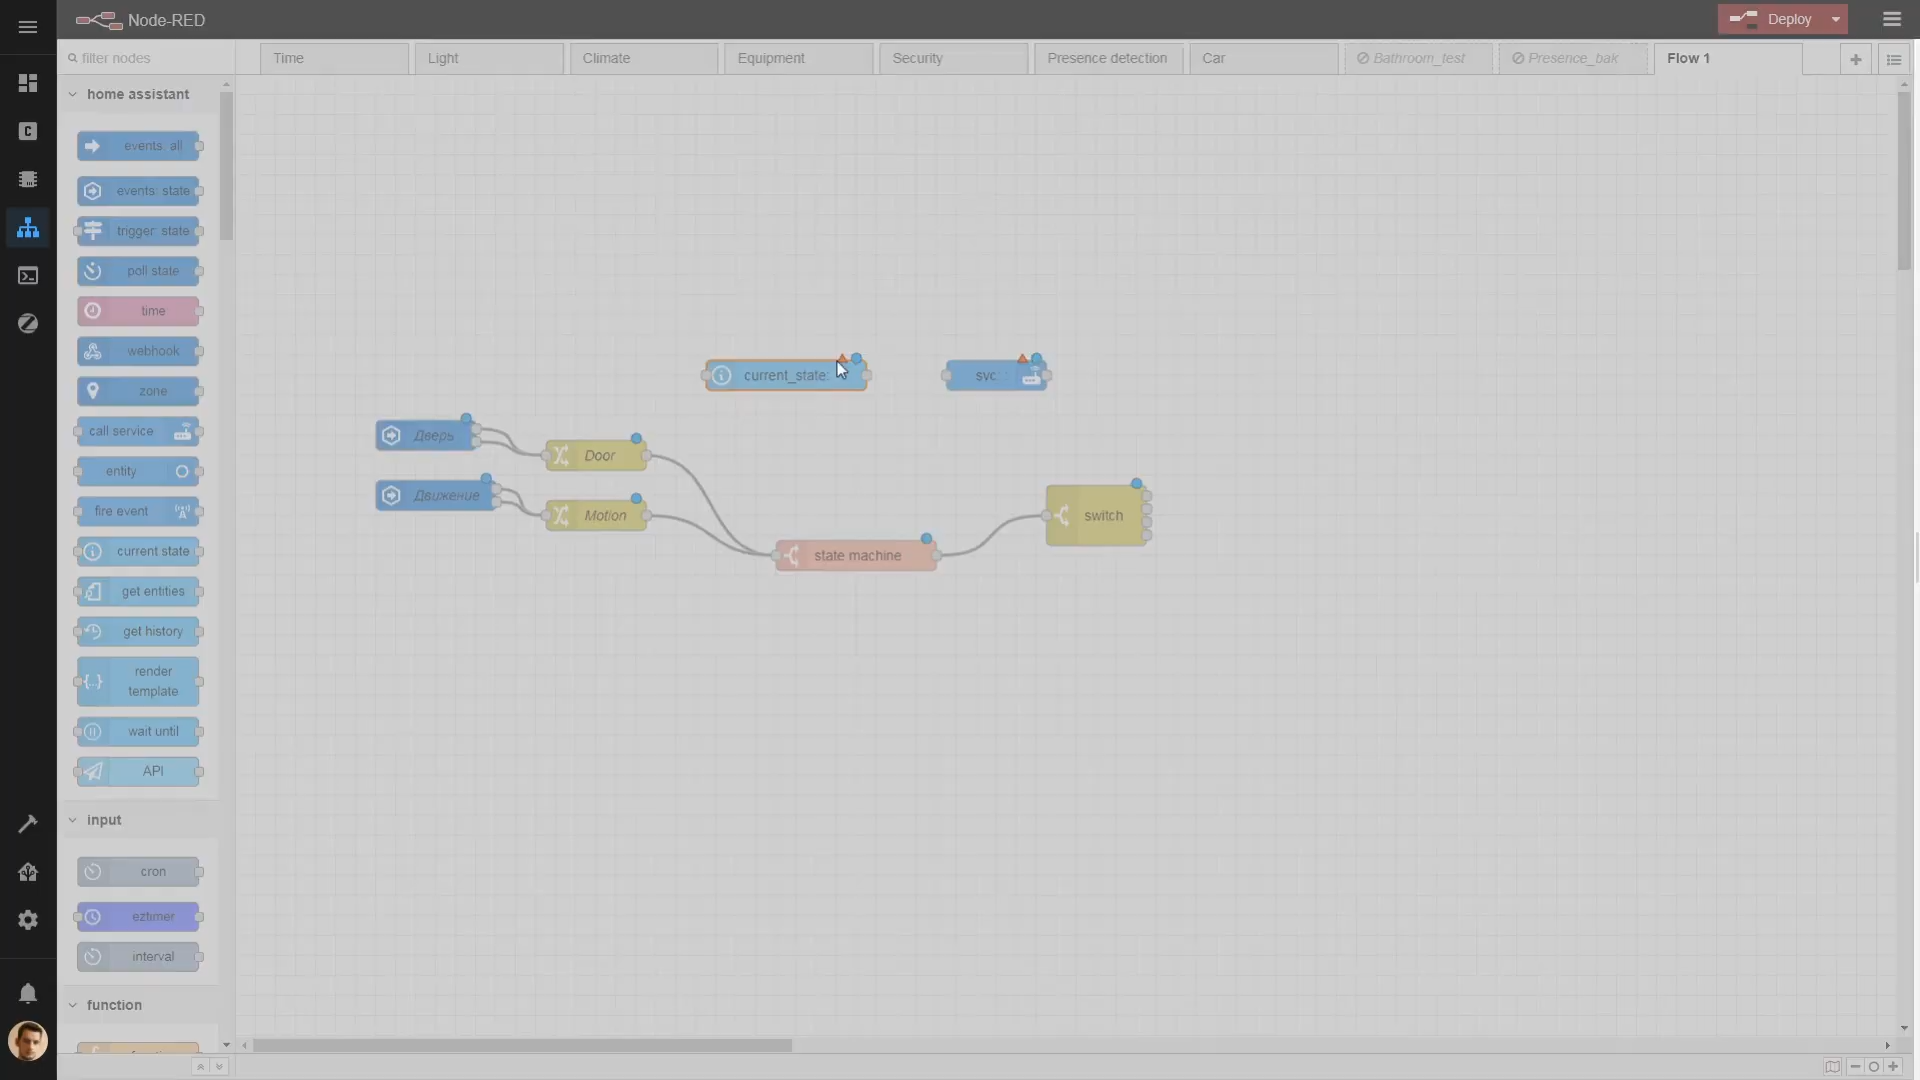 Node-RED
Deploy
filter nodes
Time
Light
Climate
Equipment
Security
Presence detection
Car
Bathroom_test
Presence_bak
Flow 1
home assistant
events: all
events: state
trigger: state
poll state
time
webhook
zone
call service
entity
fire event
current state
get entities
get history
render
template
wait until
API
input
cron
eztimer
interval
function
current_state:
svc: :
Дверь
Door
Движение
Motion
state machine
switch